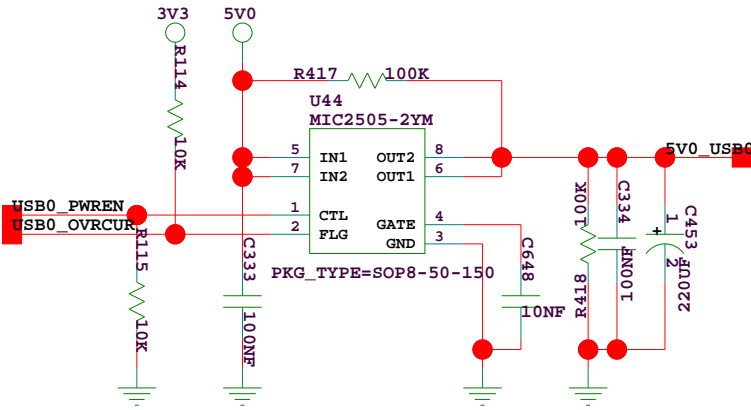 3V3
5V0
R114
10K
R417
100K
U44
MIC2505-2YM
5
IN1
OUT2
8
7
IN2
OUT1
6
1
CTL
GATE
4
2
FLG
GND
3
PKG_TYPE=SOP8-50-150
USB0_PWREN
USB0_OVRCUR
R115
10K
C333
100NF
C648
10NF
5V0_USB0
100K
R418
C334
100NF
C453
1
+
2
220UF